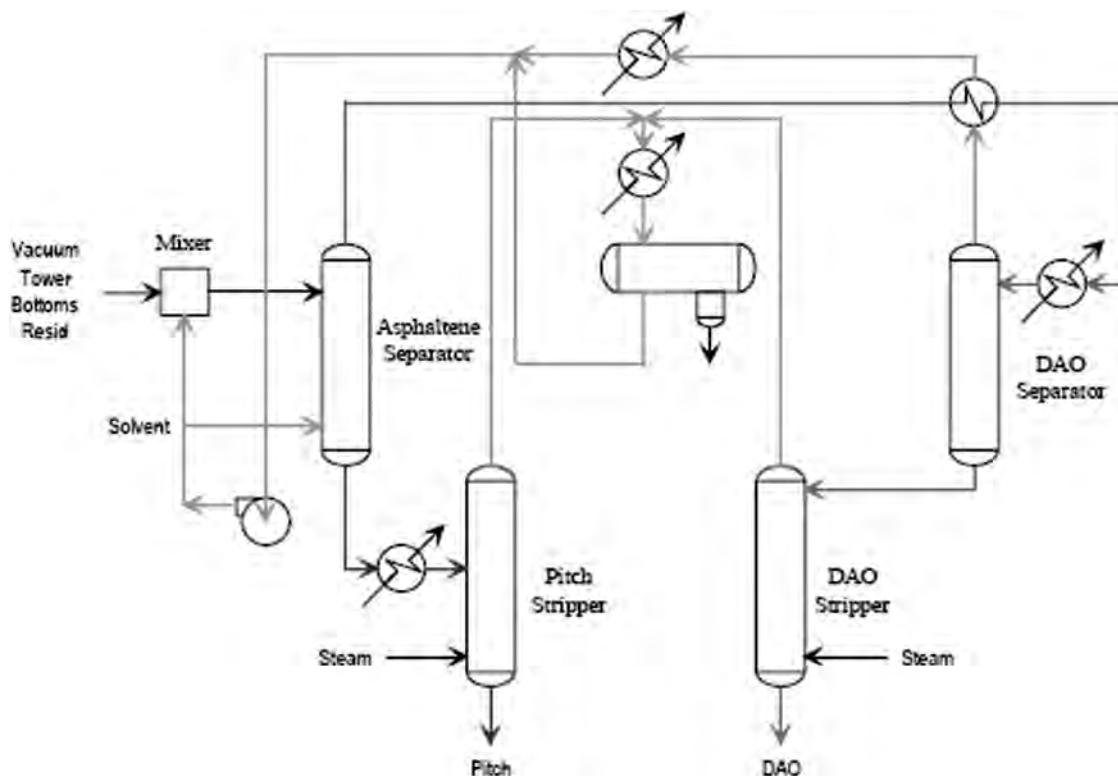 Vacuum
Tower
Bottoms
Resid
Mixer
Asphaltene
Separator
DAO
Separator
Solvent
Pitch
Stripper
DAO
Stripper
Steam
Steam
Pitch
DAO